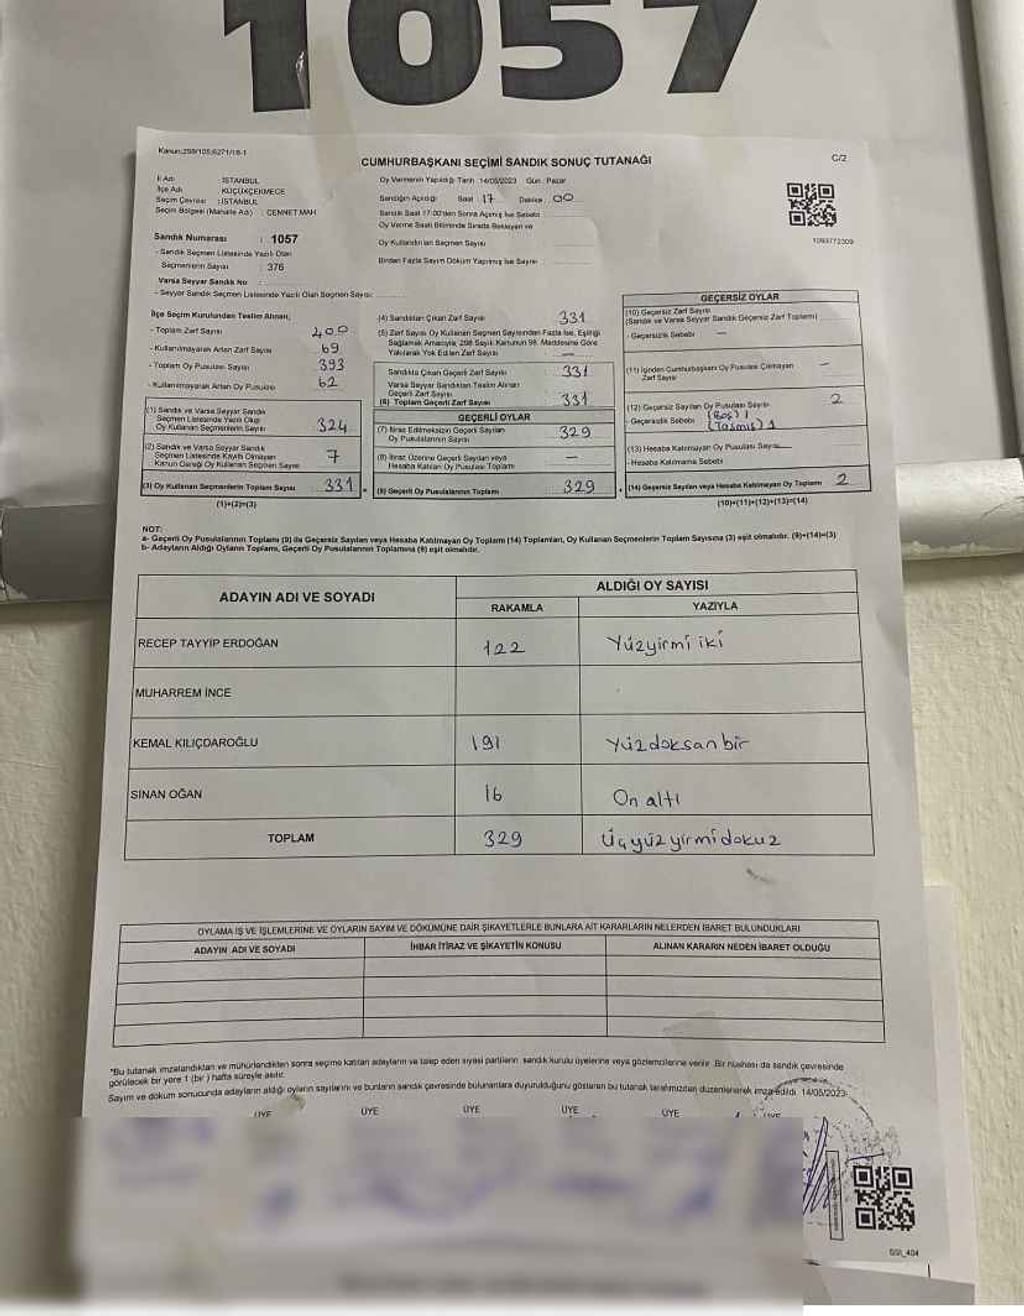 1057
Kanun:298/105;6271/18-1
CUMHURBAŞKANI SEÇİMİ SANDIK SONUÇ TUTANAĞI
C/2
İl Adı : İSTANBUL
İlçe Adı : KÜÇÜKÇEKMECE
Seçim Çevresi : İSTANBUL
Seçim Bölgesi (Mahalle Adı) : CENNET MAH
Oy Vermenin Yapıldığı Tarih :14/05/2023 Gün : Pazar
Sandığın Açıldığı Saat 17 Dakika 00
Sandık Saat 17:00'den Sonra Açılmış İse Sebebi
Oy Verme Saati Bitiminde Sırada Bekleyen ve
Oy Kullandırılan Seçmen Sayısı
Birden Fazla Sayım Döküm Yapılmış İse Sayısı
1093772309
Sandık Numarası : 1057
- Sandık Seçmen Listesinde Yazılı Olan
Seçmenlerin Sayısı : 376
Varsa Seyyar Sandık No :
- Seyyar Sandık Seçmen Listesinde Yazılı Olan Seçmen Sayısı:
İlçe Seçim Kurulundan Teslim Alınan;
- Toplam Zarf Sayısı 400
- Kullanılmayarak Artan Zarf Sayısı 69
- Toplam Oy Pusulası Sayısı 393
- Kullanılmayarak Artan Oy Pusulası 62
(1) Sandık ve Varsa Seyyar Sandık
Seçmen Listesinde Yazılı Olup
Oy Kullanan Seçmenlerin Sayısı 324
(2) Sandık ve Varsa Seyyar Sandık
Seçmen Listesinde Kayıtlı Olmayan
Kanun Gereği Oy Kullanan Seçmen Sayısı 7
(3) Oy Kullanan Seçmenlerin Toplam Sayısı 331
(1)+(2)=(3)
(4) Sandıktan Çıkan Zarf Sayısı 331
(5) Zarf Sayısı Oy Kullanan Seçmen Sayısından Fazla İse, Eşitliği
Sağlamak Amacıyla, 298 Sayılı Kanunun 98. Maddesine Göre
Yakılarak Yok Edilen Zarf Sayısı —
Sandıkta Çıkan Geçerli Zarf Sayısı 331
Varsa Seyyar Sandıktan Teslim Alınan
Geçerli Zarf Sayısı
(6) Toplam Geçerli Zarf Sayısı 331
GEÇERLİ OYLAR
(7) İtiraz Edilmeksizin Geçerli Sayılan
Oy Pusulalarının Sayısı 329
(8) İtiraz Üzerine Geçerli Sayılan veya
Hesaba Katılan Oy Pusulası Toplamı —
(9) Geçerli Oy Pusulalarının Toplamı 329
GEÇERSİZ OYLAR
(10) Geçersiz Zarf Sayısı
(Sandık ve Varsa Seyyar Sandık Geçersiz Zarf Toplamı)
- Geçersizlik Sebebi —
(11) İçinden Cumhurbaşkanı Oy Pusulası Çıkmayan
Zarf Sayısı —
(12) Geçersiz Sayılan Oy Pusulası Sayısı 2
- Geçersizlik Sebebi (Boş) 1
(Taşmış) 1
(13) Hesaba Katılmayan Oy Pusulası Sayısı —
- Hesaba Katılmama Sebebi
(14) Geçersiz Sayılan veya Hesaba Katılmayan Oy Toplamı 2
(10)+(11)+(12)+(13)=(14)
NOT:
a- Geçerli Oy Pusulalarının Toplamı (9) ile Geçersiz Sayılan veya Hesaba Katılmayan Oy Toplamı (14) Toplamları, Oy Kullanan Seçmenlerin Toplam Sayısına (3) eşit olmalıdır. (9)+(14)=(3)
b- Adayların Aldığı Oyların Toplamı, Geçerli Oy Pusulalarının Toplamına (9) eşit olmalıdır.
ADAYIN ADI VE SOYADI
ALDIĞI OY SAYISI
RAKAMLA YAZIYLA
RECEP TAYYİP ERDOĞAN 122 Yüzyirmi iki
MUHARREM İNCE
KEMAL KILIÇDAROĞLU 191 Yüzdoksan bir
SİNAN OĞAN 16 On altı
TOPLAM 329 Üçyüz yirmi dokuz
OYLAMA İŞ VE İŞLEMLERİNE VE OYLARIN SAYIM VE DÖKÜMÜNE DAİR ŞİKAYETLERLE BUNLARA AİT KARARLARIN NELERDEN İBARET BULUNDUKLARI
ADAYIN ADI VE SOYADI İHBAR İTİRAZ VE ŞİKAYETİN KONUSU ALINAN KARARIN NEDEN İBARET OLDUĞU
*Bu tutanak imzalandıktan ve mühürlendikten sonra seçime katılan adayların ve talep eden siyasi partilerin sandık kurulu üyelerine veya gözlemcilerine verilir. Bir nüshası da sandık çevresinde
görülecek bir yere 1 (bir) hafta süreyle asılır.
Sayım ve döküm sonucunda adayların aldığı oyların sayılarını ve bunların sandık çevresinde bulunanlara duyurulduğunu gösteren bu tutanak tarafımızdan düzenlenerek imza edildi. 14/05/2023
ÜYE ÜYE ÜYE ÜYE ÜYE ÜYE